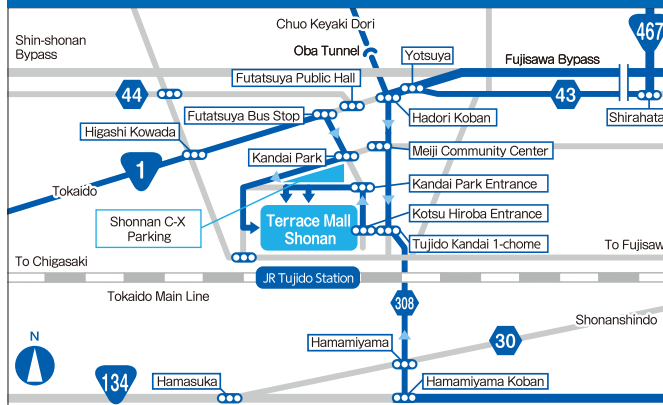 Chuo Keyaki Dori
467
Shin-shonan
Bypass
Oba Tunnel
Yotsuya
Fujisawa Bypass
Futatsuya Public Hall
44
43
Futatsuya Bus Stop
Hadori Koban
Shirahata
Higashi Kowada
Kandai Park
Meiji Community Center
1
Kandai Park Entrance
Tokaido
Shonnan C-X
Parking
Terrace Mall
Shonan
Kotsu Hiroba Entrance
Tujido Kandai 1-chome
To Fujisaw
To Chigasaki
JR Tujido Station
Tokaido Main Line
308
Shonanshindo
N
Hamamiyama
30
134
Hamasuka
Hamamiyama Koban